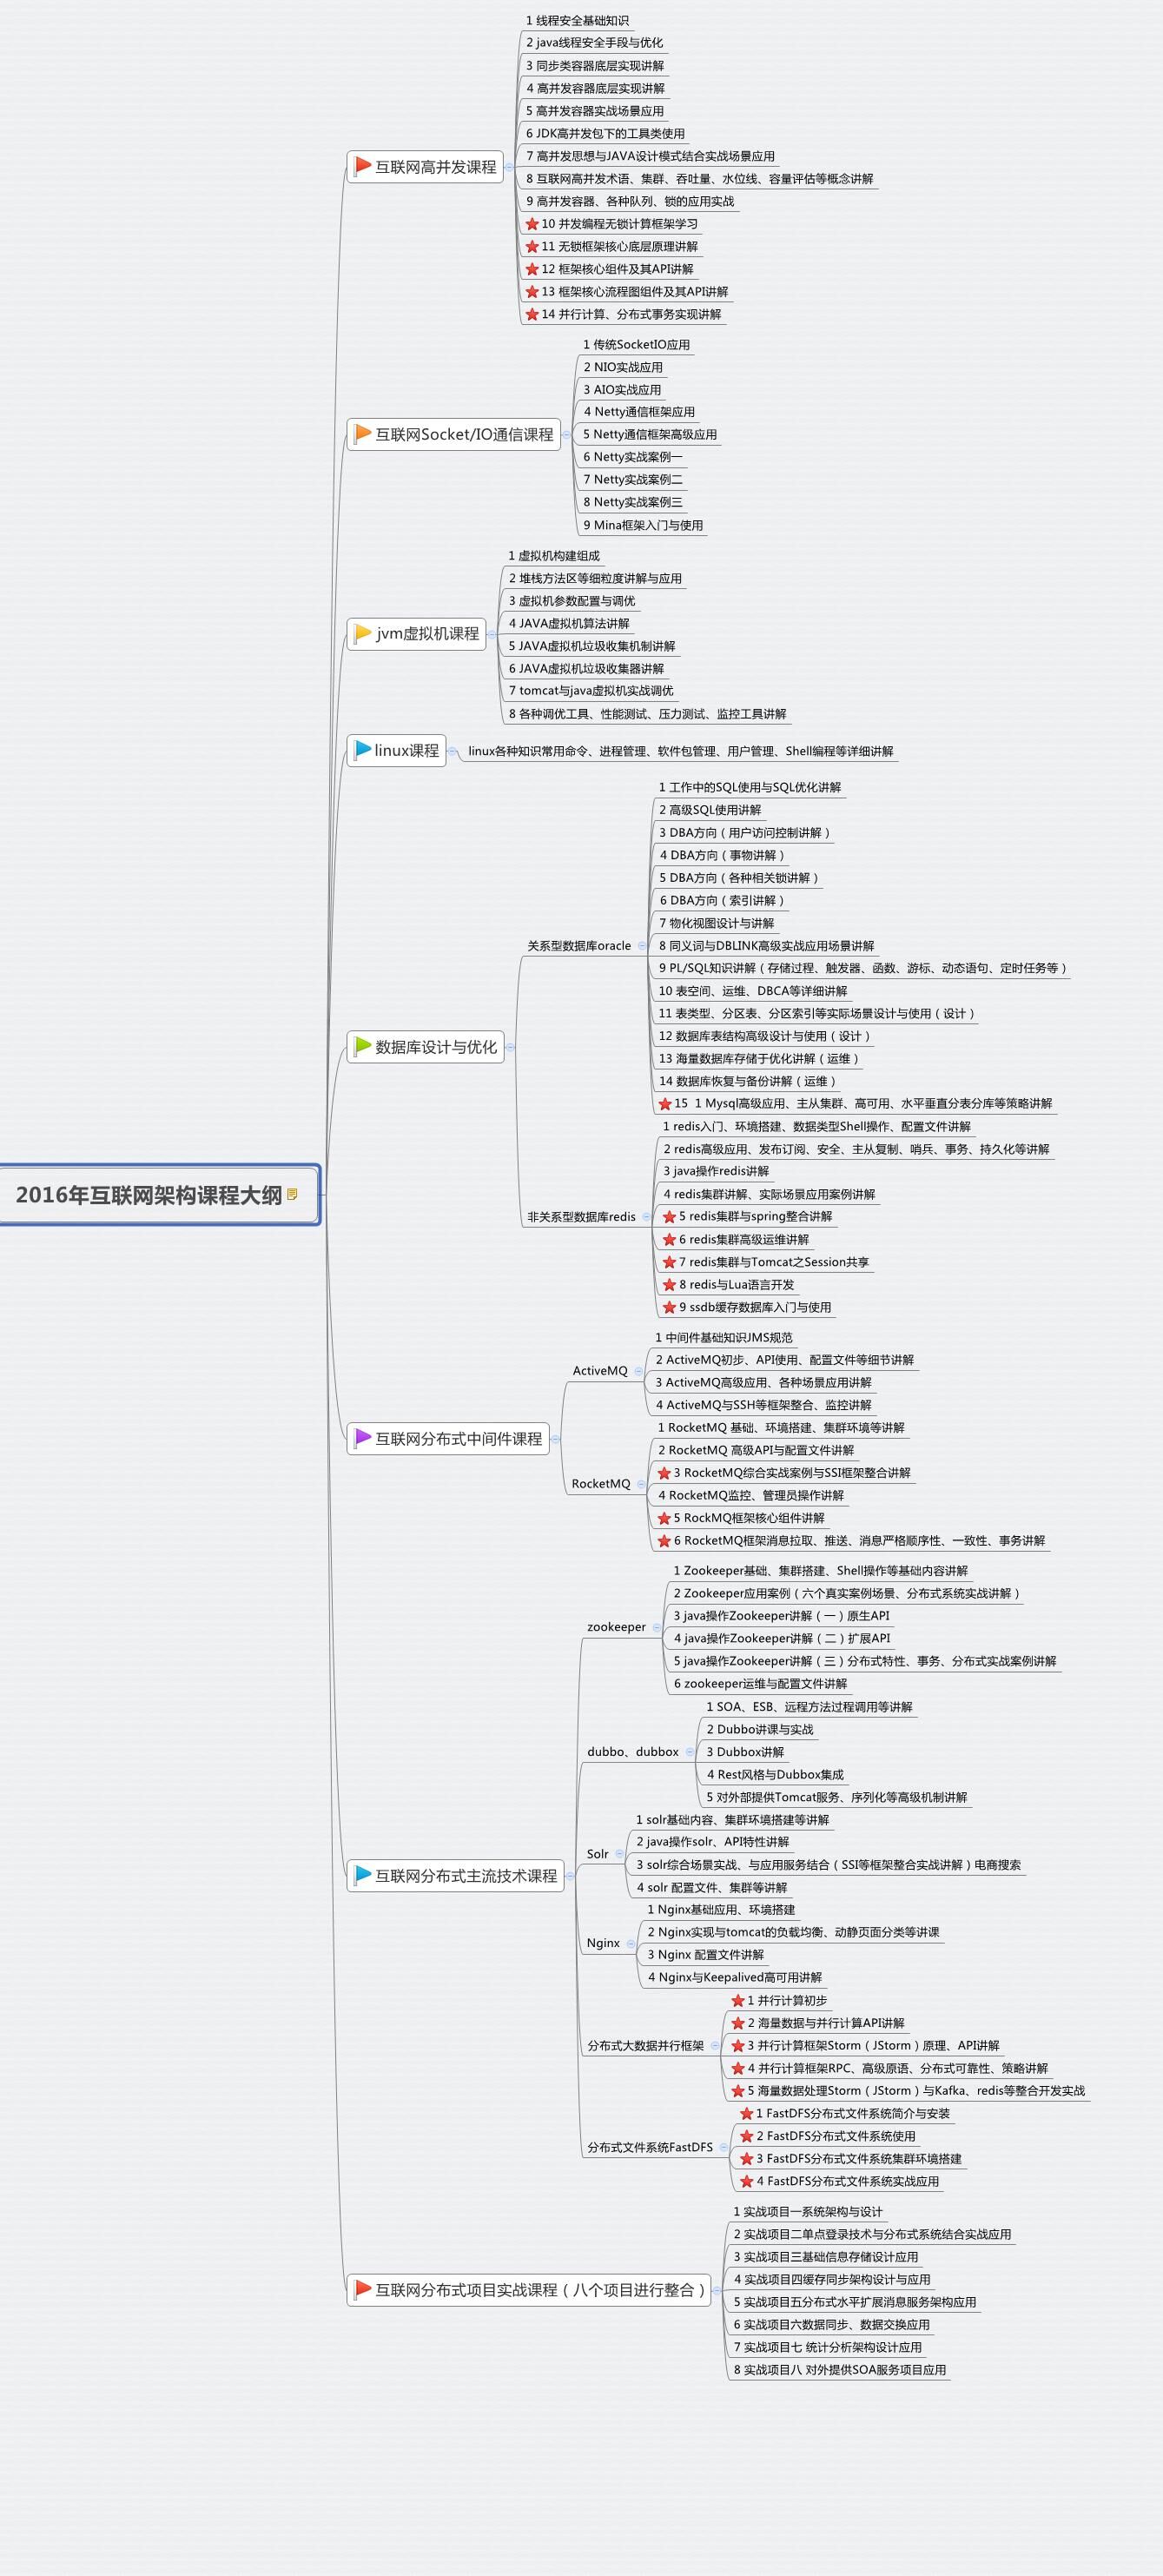 2016年互联网架构课程大纲
互联网高并发课程
1 线程安全基础知识
2 java线程安全手段与优化
3 同步类容器底层实现讲解
4 高并发容器底层实现讲解
5 高并发容器实战场景应用
6 JDK高并发包下的工具类使用
7 高并发思想与JAVA设计模式结合实战场景应用
8 互联网高并发术语、集群、吞吐量、水位线、容量评估等概念讲解
9 高并发容器、各种队列、锁的应用实战
10 并发编程无锁计算框架学习
11 无锁框架核心底层原理讲解
12 框架核心组件及其API讲解
13 框架核心流程图组件及其API讲解
14 并行计算、分布式事务实现讲解
互联网Socket/IO通信课程
1 传统SocketIO应用
2 NIO实战应用
3 AIO实战应用
4 Netty通信框架应用
5 Netty通信框架高级应用
6 Netty实战案例一
7 Netty实战案例二
8 Netty实战案例三
9 Mina框架入门与使用
jvm虚拟机课程
1 虚拟机构建组成
2 堆栈方法区等细粒度讲解与应用
3 虚拟机参数配置与调优
4 JAVA虚拟机算法讲解
5 JAVA虚拟机垃圾收集机制讲解
6 JAVA虚拟机垃圾收集器讲解
7 tomcat与java虚拟机实战调优
8 各种调优工具、性能测试、压力测试、监控工具讲解
linux课程
linux各种知识常用命令、进程管理、软件包管理、用户管理、Shell编程等详细讲解
数据库设计与优化
关系型数据库oracle
1 工作中的SQL使用与SQL优化讲解
2 高级SQL使用讲解
3 DBA方向（用户访问控制讲解）
4 DBA方向（事物讲解）
5 DBA方向（各种相关锁讲解）
6 DBA方向（索引讲解）
7 物化视图设计与讲解
8 同义词与DBLINK高级实战应用场景讲解
9 PL/SQL知识讲解（存储过程、触发器、函数、游标、动态语句、定时任务等）
10 表空间、运维、DBCA等详细讲解
11 表类型、分区表、分区索引等实际场景设计与使用（设计）
12 数据库表结构高级设计与使用（设计）
13 海量数据库存储于优化讲解（运维）
14 数据库恢复与备份讲解（运维）
15 1 Mysql高级应用、主从集群、高可用、水平垂直分表分库等策略讲解
非关系型数据库redis
1 redis入门、环境搭建、数据类型Shell操作、配置文件讲解
2 redis高级应用、发布订阅、安全、主从复制、哨兵、事务、持久化等讲解
3 java操作redis讲解
4 redis集群讲解、实际场景应用案例讲解
5 redis集群与spring整合讲解
6 redis集群高级运维讲解
7 redis集群与Tomcat之Session共享
8 redis与Lua语言开发
9 ssdb缓存数据库入门与使用
互联网分布式中间件课程
ActiveMQ
1 中间件基础知识JMS规范
2 ActiveMQ初步、API使用、配置文件等细节讲解
3 ActiveMQ高级应用、各种场景应用讲解
4 ActiveMQ与SSH等框架整合、监控讲解
RocketMQ
1 RocketMQ 基础、环境搭建、集群环境等讲解
2 RocketMQ 高级API与配置文件讲解
3 RocketMQ综合实战案例与SSI框架整合讲解
4 RocketMQ监控、管理员操作讲解
5 RockMQ框架核心组件讲解
6 RocketMQ框架消息拉取、推送、消息严格顺序性、一致性、事务讲解
互联网分布式主流技术课程
zookeeper
1 Zookeeper基础、集群搭建、Shell操作等基础内容讲解
2 Zookeeper应用案例（六个真实案例场景、分布式系统实战讲解）
3 java操作Zookeeper讲解（一）原生API
4 java操作Zookeeper讲解（二）扩展API
5 java操作Zookeeper讲解（三）分布式特性、事务、分布式实战案例讲解
6 zookeeper运维与配置文件讲解
dubbo、dubbox
1 SOA、ESB、远程方法过程调用等讲解
2 Dubbo讲课与实战
3 Dubbox讲解
4 Rest风格与Dubbox集成
5 对外部提供Tomcat服务、序列化等高级机制讲解
Solr
1 solr基础内容、集群环境搭建等讲解
2 java操作solr、API特性讲解
3 solr综合场景实战、与应用服务结合（SSI等框架整合实战讲解）电商搜索
4 solr 配置文件、集群等讲解
Nginx
1 Nginx基础应用、环境搭建
2 Nginx实现与tomcat的负载均衡、动静页面分类等讲课
3 Nginx 配置文件讲解
4 Nginx与Keepalived高可用讲解
分布式大数据并行框架
1 并行计算初步
2 海量数据与并行计算API讲解
3 并行计算框架Storm（JStorm）原理、API讲解
4 并行计算框架RPC、高级原语、分布式可靠性、策略讲解
5 海量数据处理Storm（JStorm）与Kafka、redis等整合开发实战
分布式文件系统FastDFS
1 FastDFS分布式文件系统简介与安装
2 FastDFS分布式文件系统使用
3 FastDFS分布式文件系统集群环境搭建
4 FastDFS分布式文件系统实战应用
互联网分布式项目实战课程（八个项目进行整合）
1 实战项目一系统架构与设计
2 实战项目二单点登录技术与分布式系统结合实战应用
3 实战项目三基础信息存储设计应用
4 实战项目四缓存同步架构设计与应用
5 实战项目五分布式水平扩展消息服务架构应用
6 实战项目六数据同步、数据交换应用
7 实战项目七 统计分析架构设计应用
8 实战项目八 对外提供SOA服务项目应用